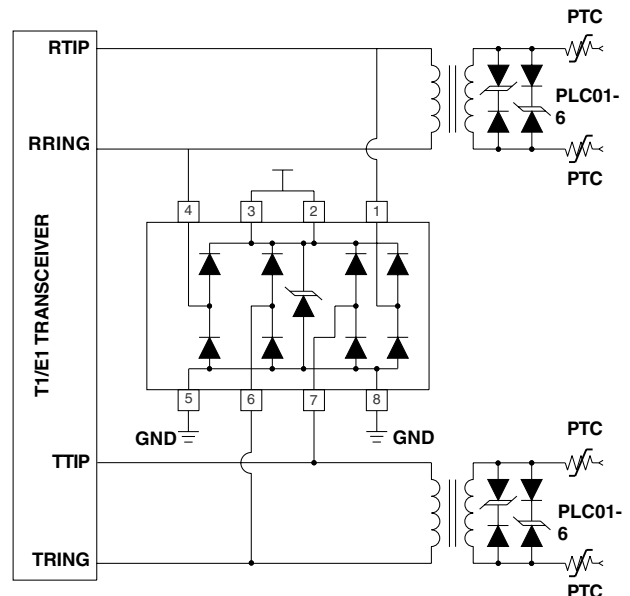 PTC
RTIP
PLC01-
6
RRING
PTC
4
3
2
1
T1/E1 TRANSCEIVER
5
6
7
8
GND
GND
PTC
TTIP
PLC01-
6
TRING
PTC